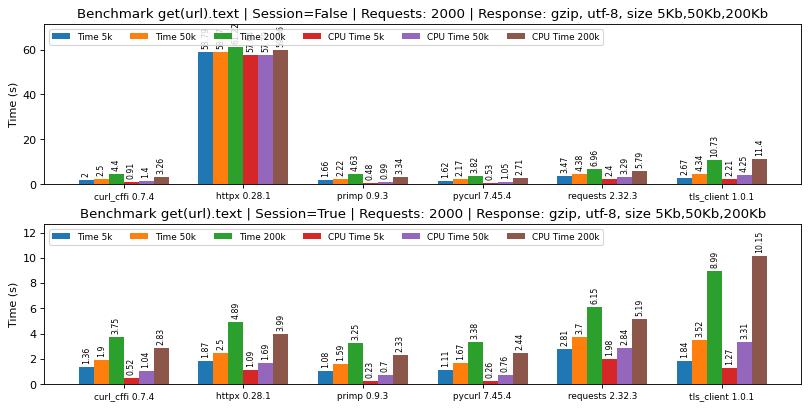 Benchmark get(url).text | Session=False | Requests: 2000 | Response: gzip, utf-8, size 5Kb,50Kb,200Kb
Time 5k Time 50k Time 200k CPU Time 5k CPU Time 50k CPU Time 200k
Time (s)
60
40
20
0
2 2.5 4.4 0.91 1.4 3.26
1.66 2.22 4.63 0.48 0.99 3.34
1.62 2.17 3.82 0.53 1.05 2.71
3.47 4.38 6.96 2.4 3.29 5.79
2.67 4.34 10.73 2.21 4.25 11.4
curl_cffi 0.7.4 httpx 0.28.1 primp 0.9.3 pycurl 7.45.4 requests 2.32.3 tls_client 1.0.1
Benchmark get(url).text | Session=True | Requests: 2000 | Response: gzip, utf-8, size 5Kb,50Kb,200Kb
Time 5k Time 50k Time 200k CPU Time 5k CPU Time 50k CPU Time 200k
Time (s)
12
10
8
6
4
2
0
1.36 1.9 3.75 0.52 1.04 2.83
1.87 2.5 4.89 1.09 1.69 3.99
1.08 1.59 3.25 0.23 0.7 2.33
1.11 1.67 3.38 0.26 0.76 2.44
2.81 3.7 6.15 1.98 2.84 5.19
1.84 3.52 8.99 1.27 3.31 10.15
curl_cffi 0.7.4 httpx 0.28.1 primp 0.9.3 pycurl 7.45.4 requests 2.32.3 tls_client 1.0.1